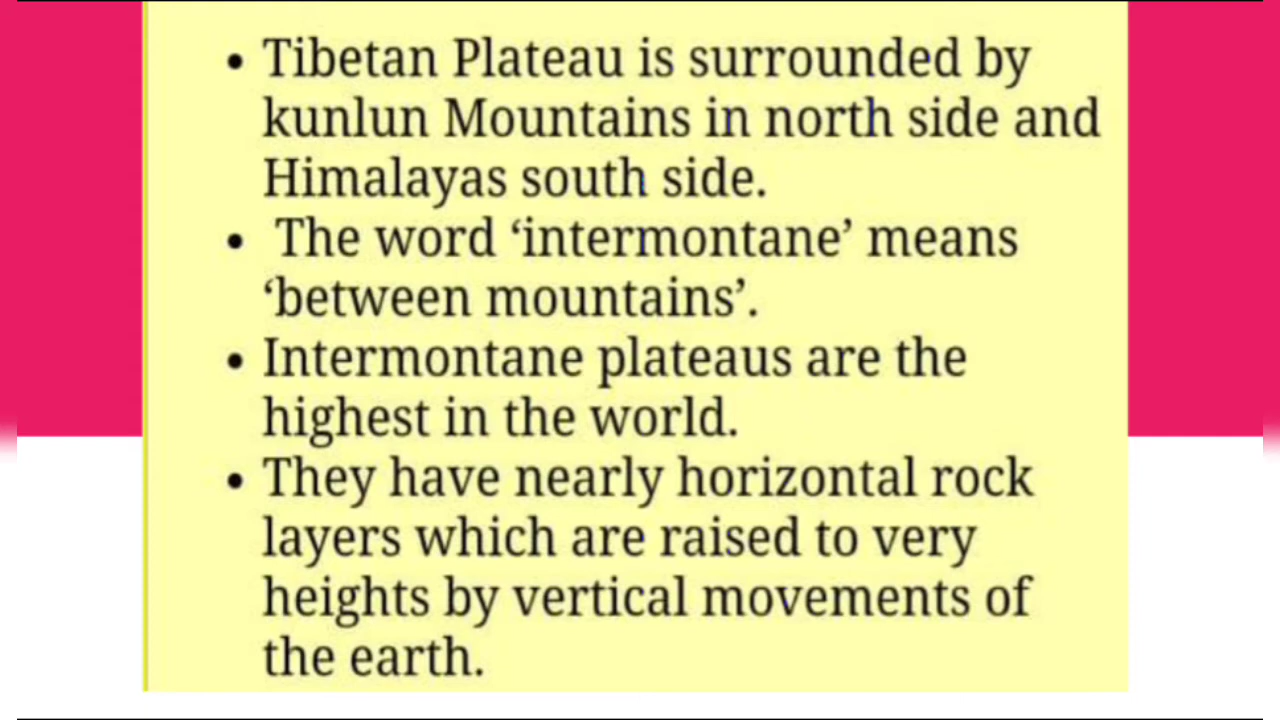 • Tibetan Plateau is surrounded by
kunlun Mountains in north side and
Himalayas south side.
• The word ‘intermontane’ means
‘between mountains’.
• Intermontane plateaus are the
highest in the world.
• They have nearly horizontal rock
layers which are raised to very
heights by vertical movements of
the earth.